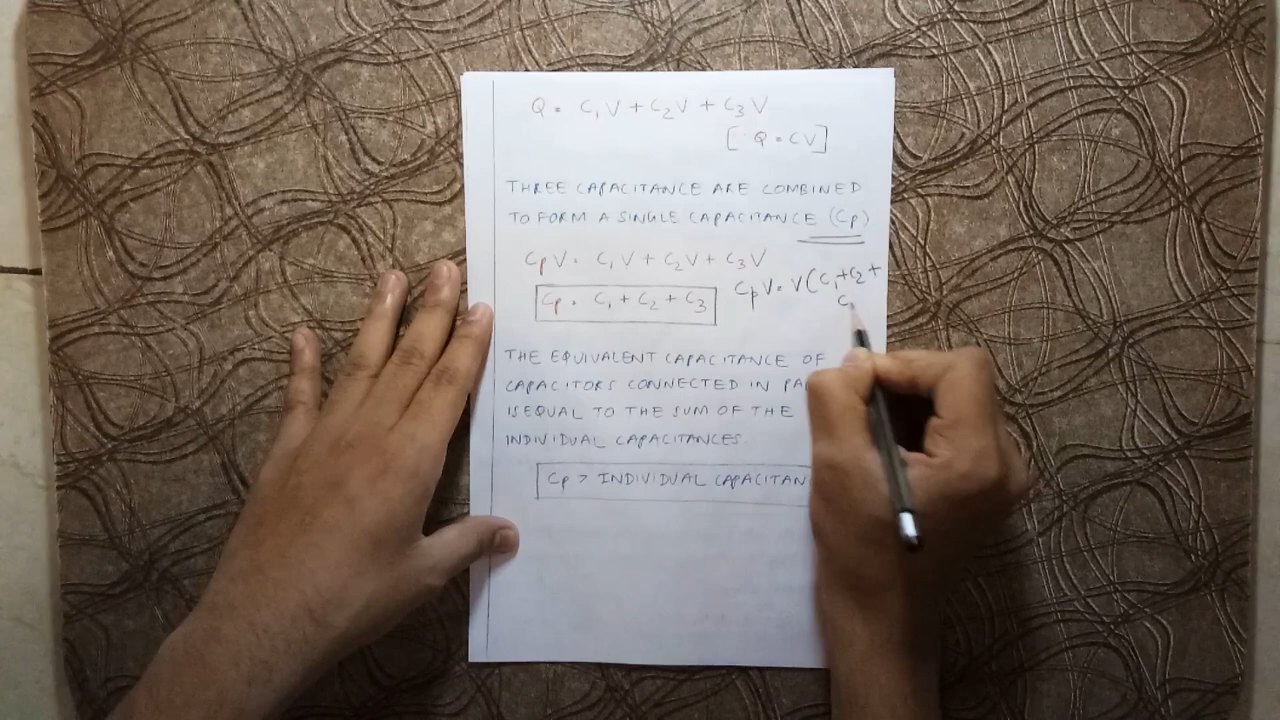 Q = C₁V + C₂V + C₃V
[∵ Q = CV]
THREE CAPACITANCE ARE COMBINED
TO FORM A SINGLE CAPACITANCE (Cp)
CpV = C₁V + C₂V + C₃V
CpV = V(C₁+C₂+
C
Cp = C₁ + C₂ + C₃
THE EQUIVALENT CAPACITANCE OF
CAPACITORS CONNECTED IN PA
IS EQUAL TO THE SUM OF THE
INDIVIDUAL CAPACITANCES.
Cp > INDIVIDUAL CAPACITAN